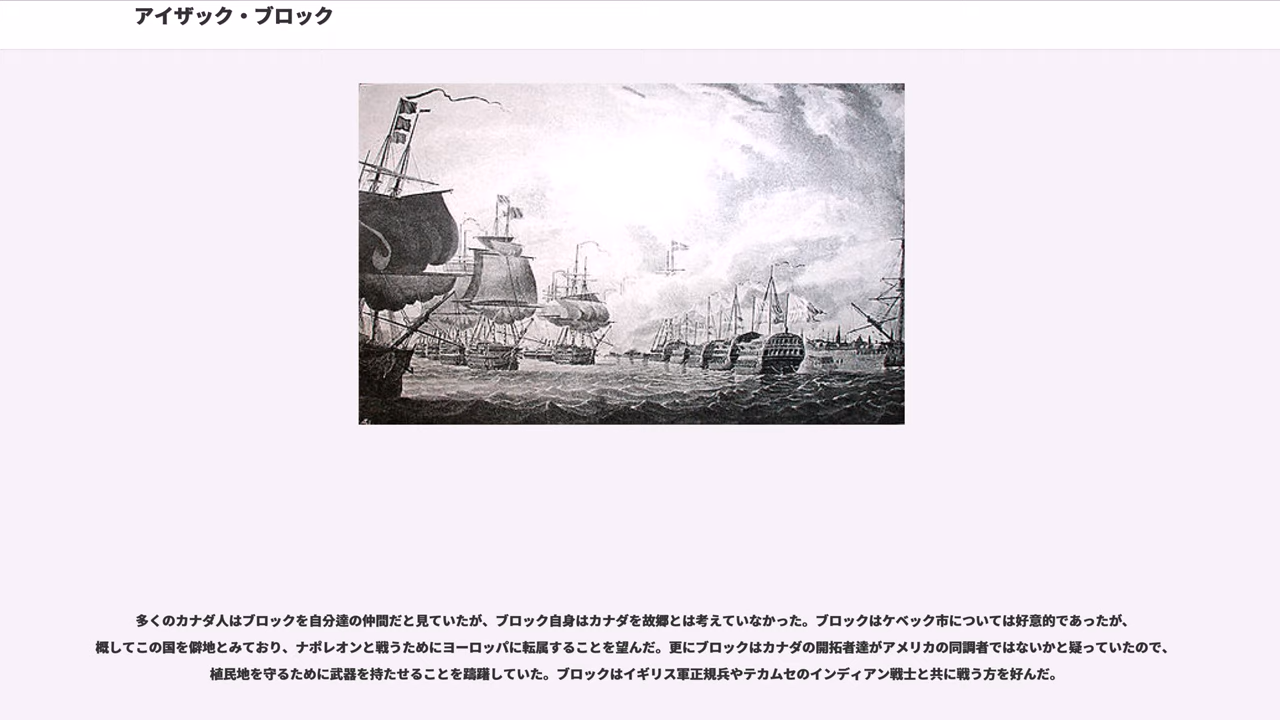 アイザック・ブロック
多くのカナダ人はブロックを自分達の仲間だと見ていたが、ブロック自身はカナダを故郷とは考えていなかった。ブロックはケベック市については好意的であったが、
概してこの国を僻地とみており、ナポレオンと戦うためにヨーロッパに転属することを望んだ。更にブロックはカナダの開拓者達がアメリカの同調者ではないかと疑っていたので、
植民地を守るために武器を持たせることを躊躇していた。ブロックはイギリス軍正規兵やテカムセのインディアン戦士と共に戦う方を好んだ。